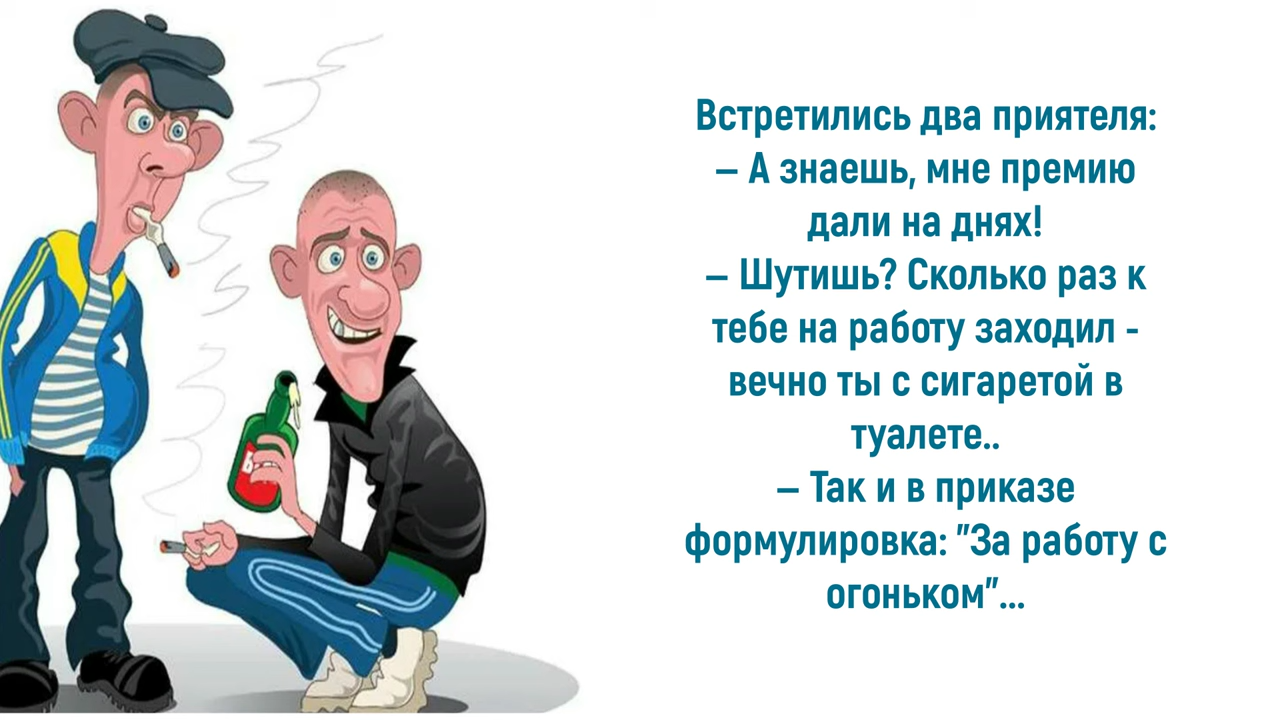 Встретились два приятеля:
– А знаешь, мне премию
дали на днях!
– Шутишь? Сколько раз к
тебе на работу заходил -
вечно ты с сигаретой в
туалете..
– Так и в приказе
формулировка: "За работу с
огоньком"...